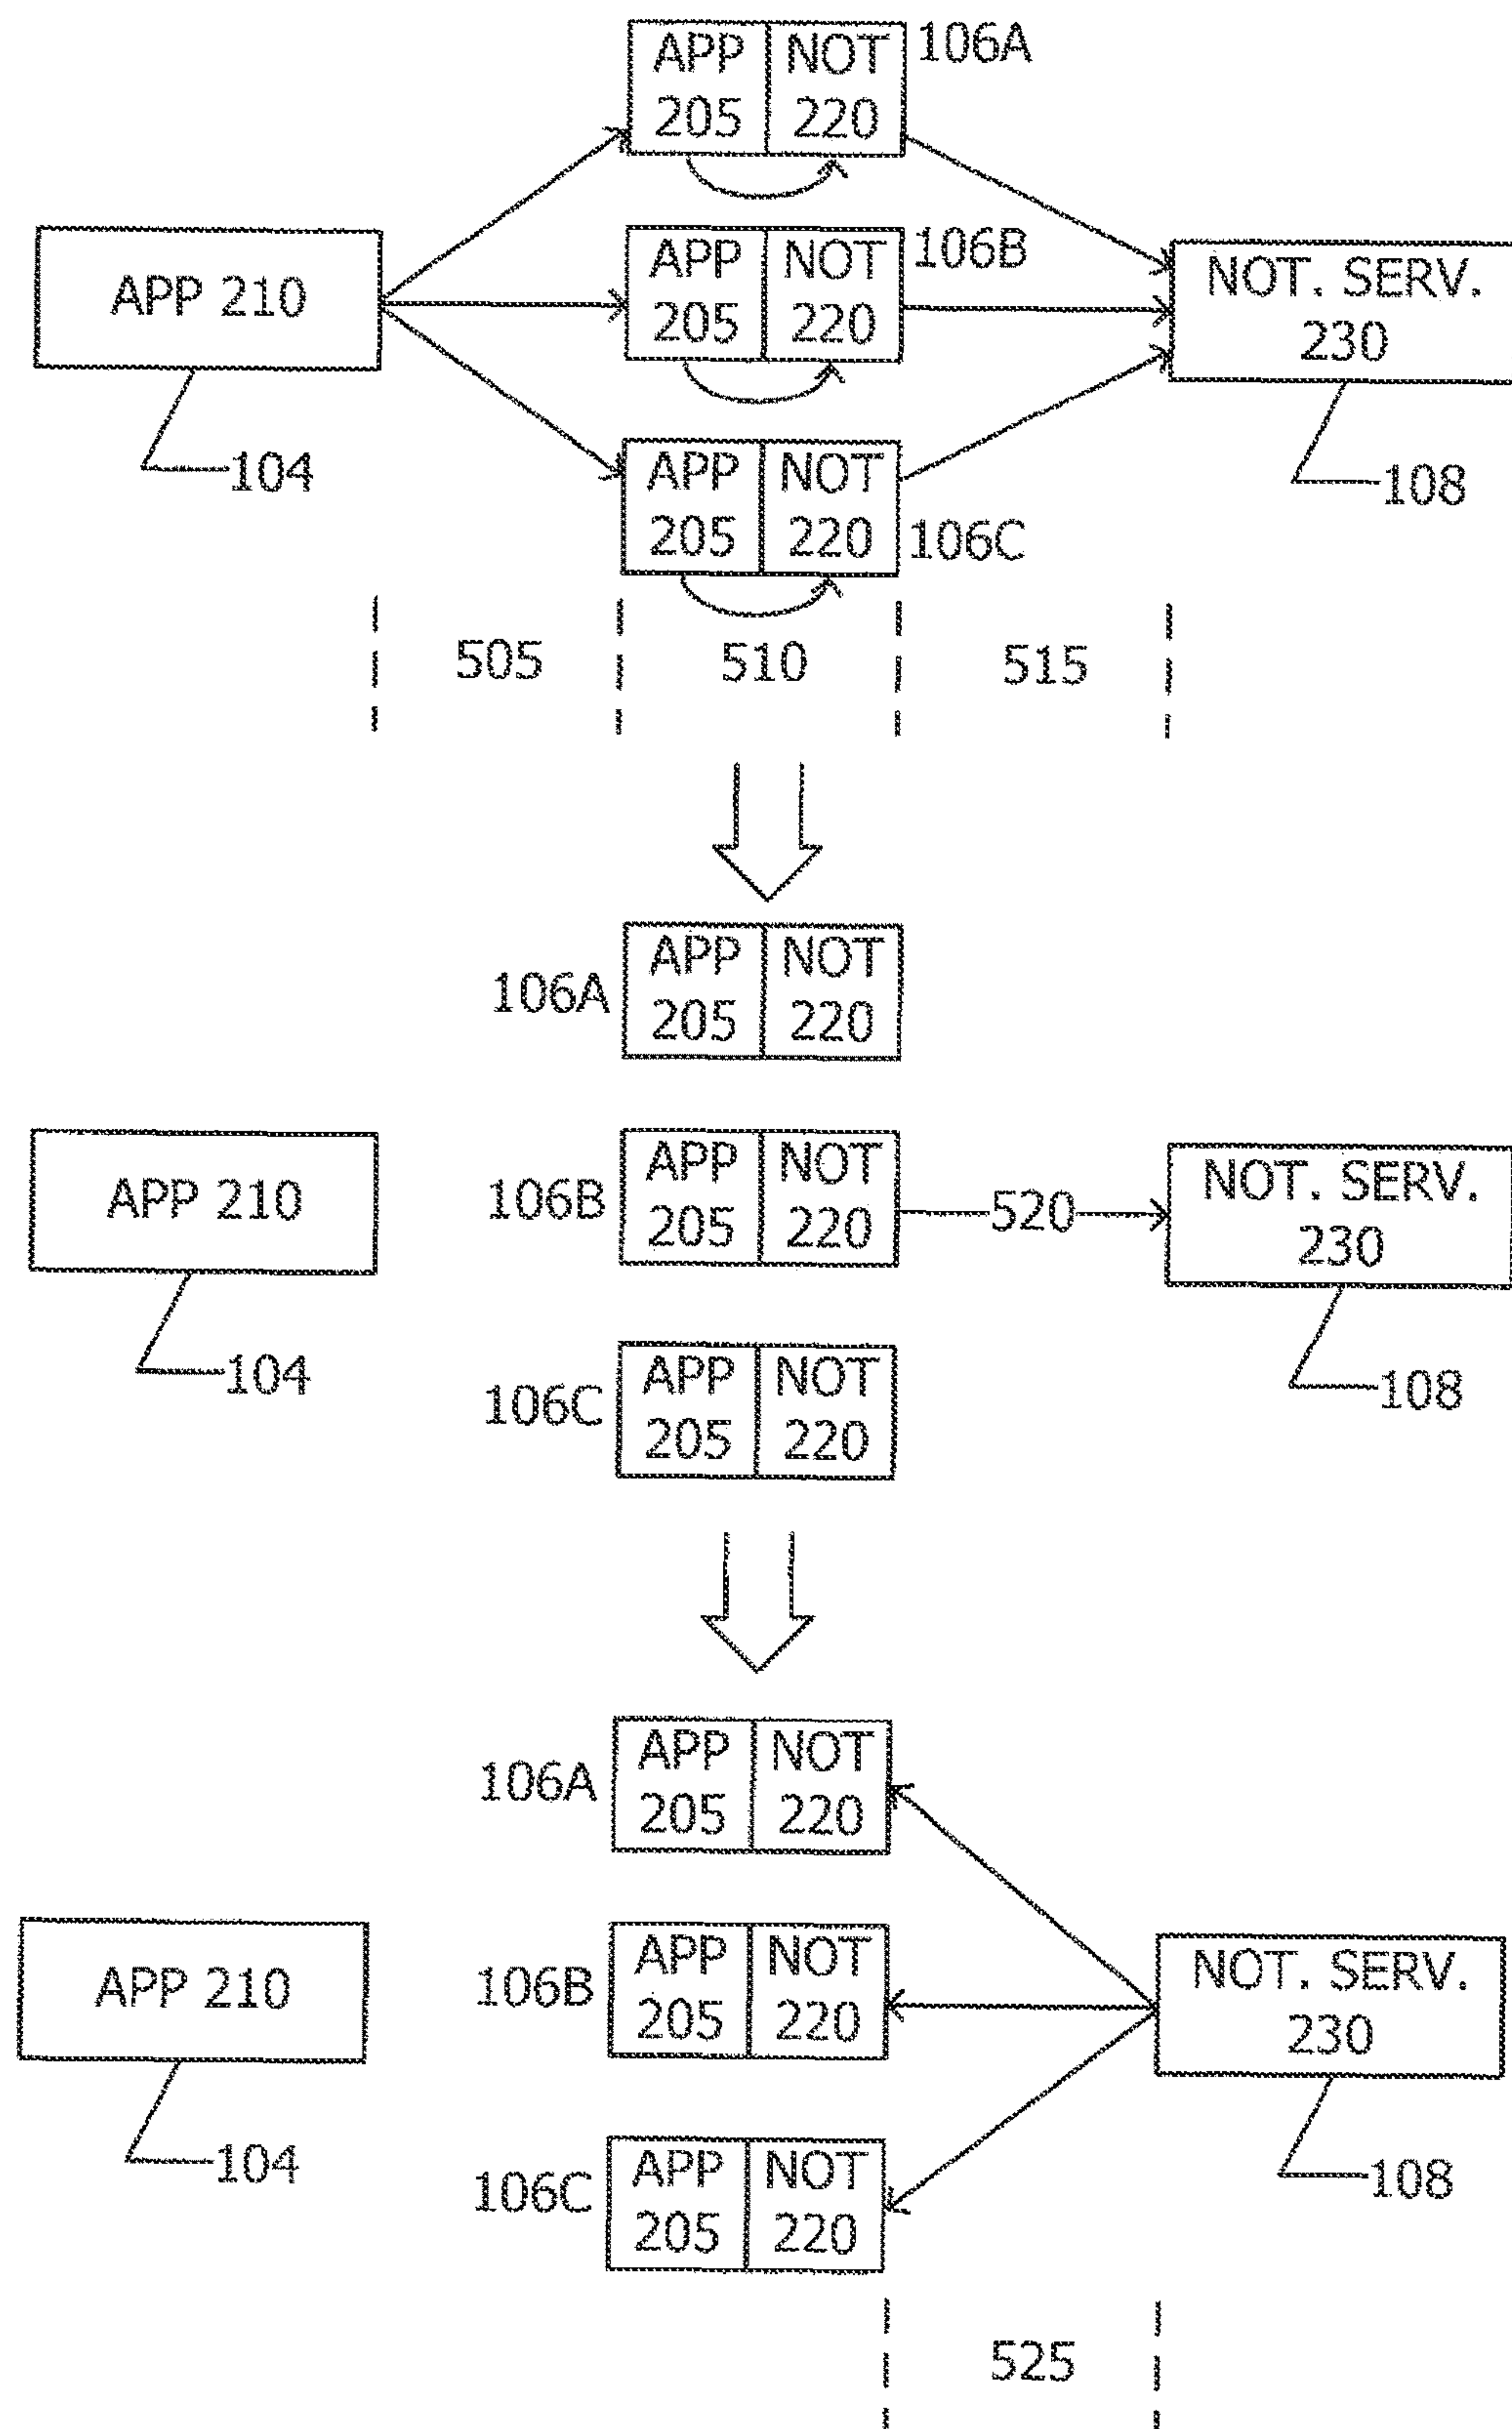 APP NOT 106A
205 220
APP NOT 106B
APP 210
205 220
NOT. SERV.
230
104
APP NOT
205 220 106C
108
505 510 515
APP NOT
106A
205 220
APP NOT
APP 210
106B
205 220
520
NOT. SERV.
230
104
APP NOT
106C
205 220
108
APP NOT
106A
205 220
APP NOT
APP 210
106B
205 220
NOT. SERV.
230
104
APP NOT
106C
205 220
108
525